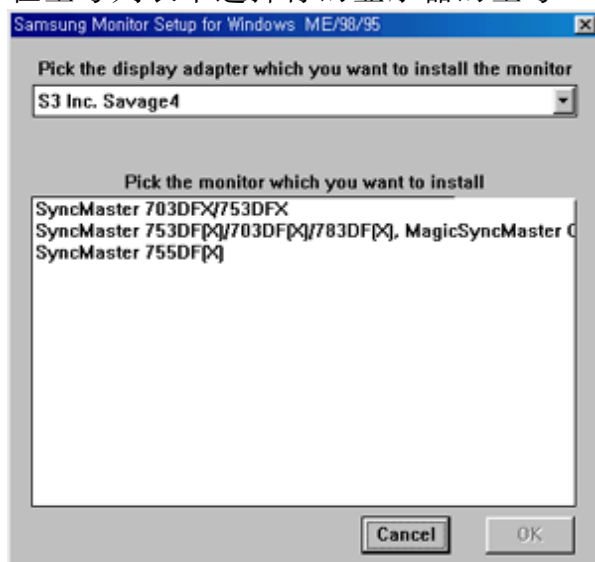 Samsung Monitor Setup for Windows ME/98/95
Pick the display adapter which you want to install the monitor
S3 Inc. Savage4
Pick the monitor which you want to install
SyncMaster 703DFX/753DFX
SyncMaster 753DF(X)/703DF(X)/783DF(X), MagicSyncMaster
SyncMaster 755DF(X)
Cancel
OK